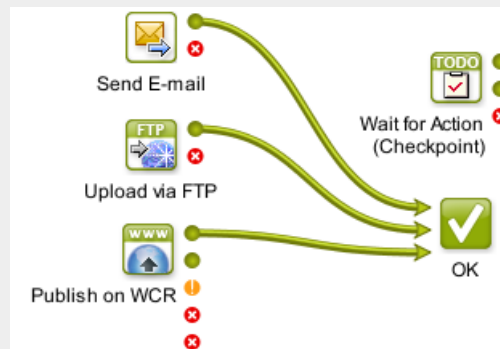 Send E-mail
TODO
Wait for Action
(Checkpoint)
FTP
Upload via FTP
WWW
Publish on WCR
OK